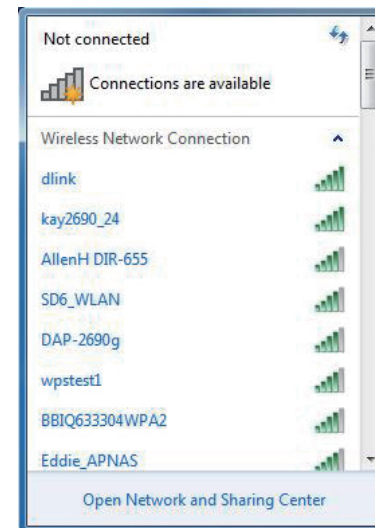 Not connected
Connections are available
Wireless Network Connection
dlink
kay2690_24
AllenH DIR-655
SD6_WLAN
DAP-2690g
wpstest1
BBIQ633304WPA2
Eddie_APNAS
Open Network and Sharing Center